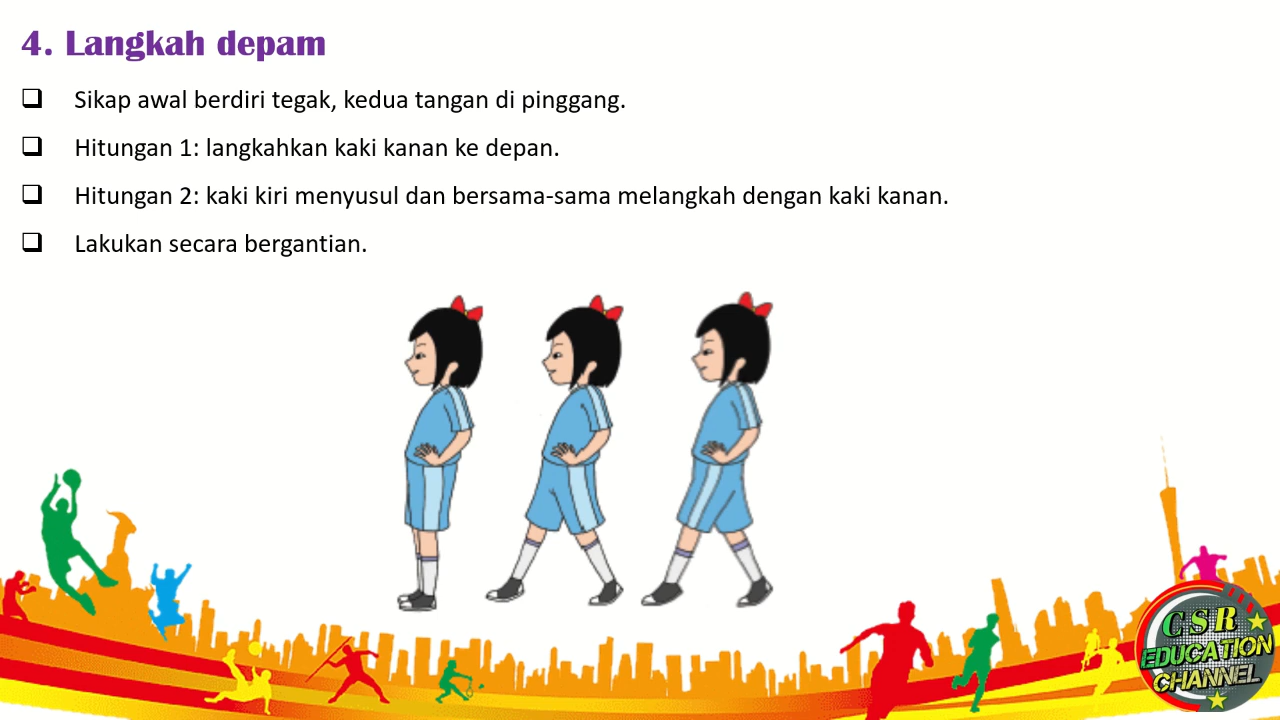 4. Langkah depam
Sikap awal berdiri tegak, kedua tangan di pinggang.
Hitungan 1: langkahkan kaki kanan ke depan.
Hitungan 2: kaki kiri menyusul dan bersama-sama melangkah dengan kaki kanan.
Lakukan secara bergantian.
CSR
EDUCATION
CHANNEL